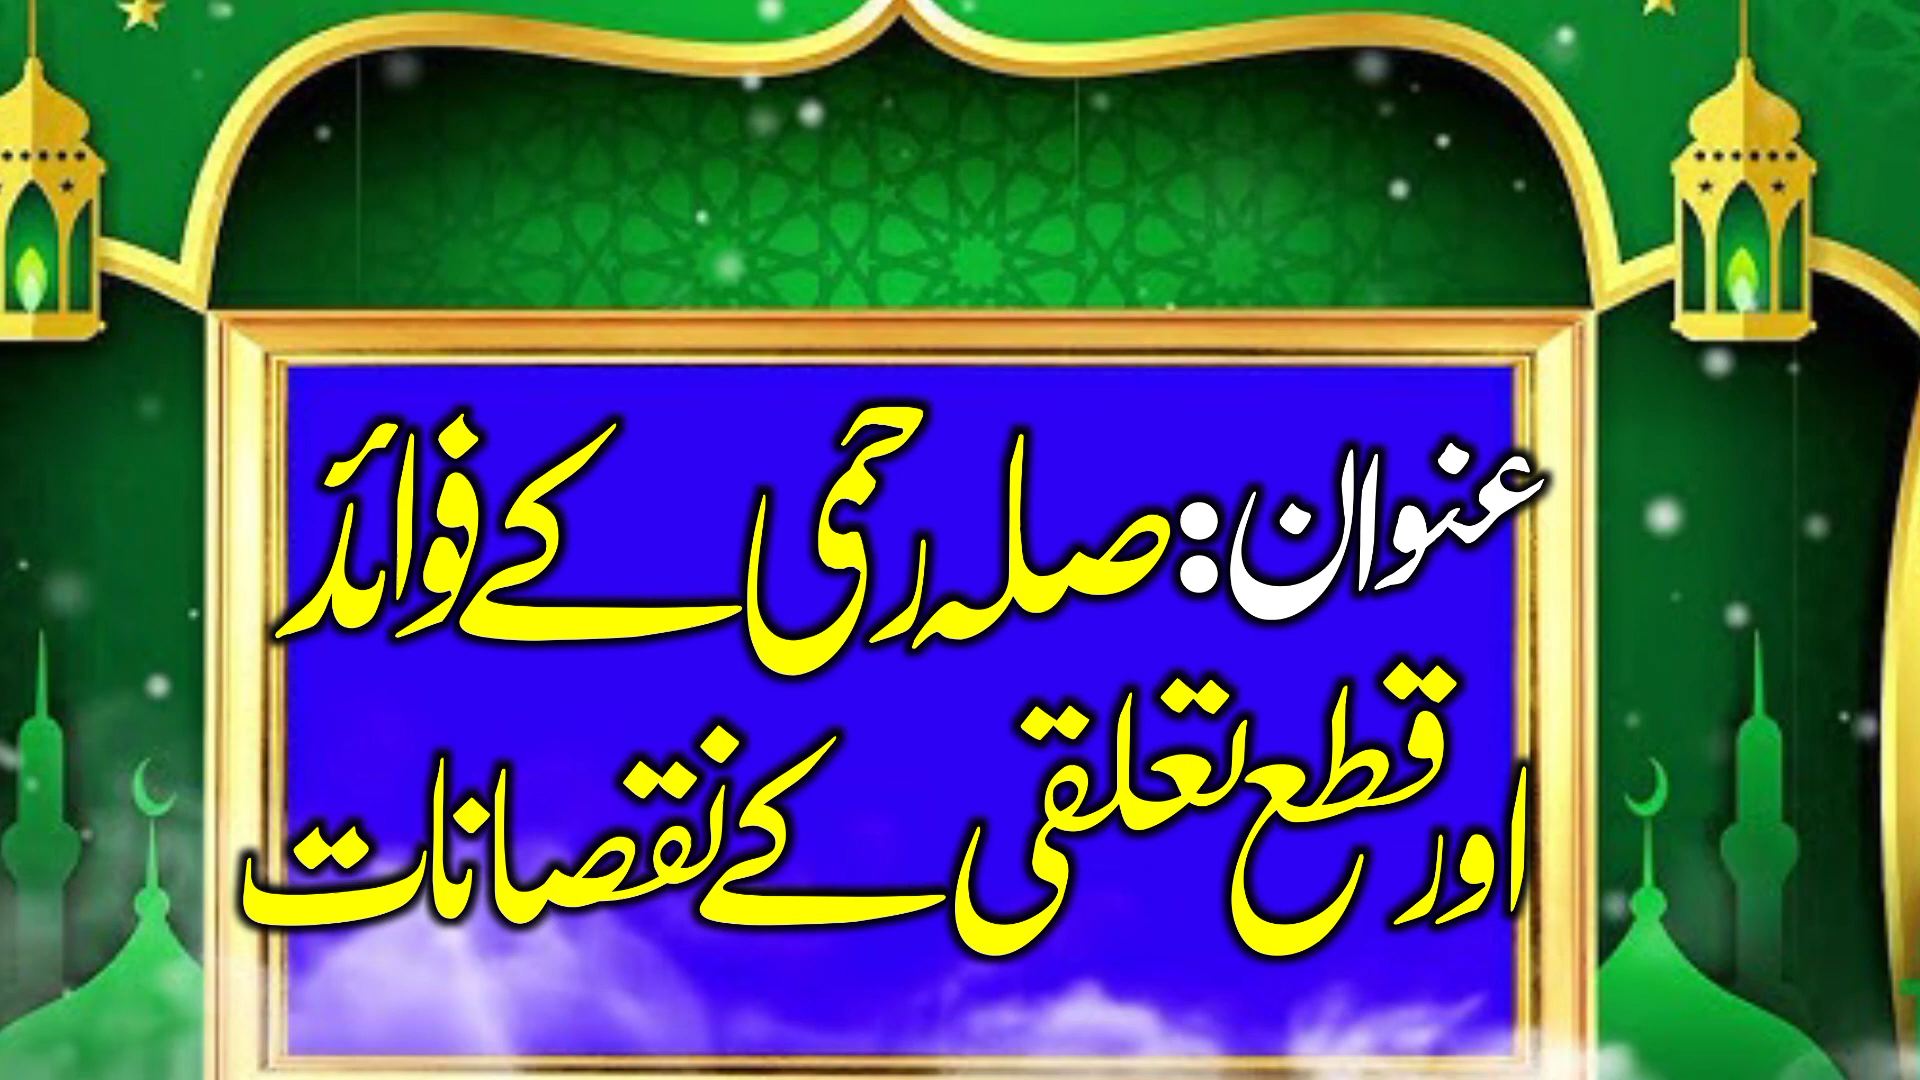 عنوان: صلہ رحمی کے فوائد
اور قطع تعلقی کے نقصانات